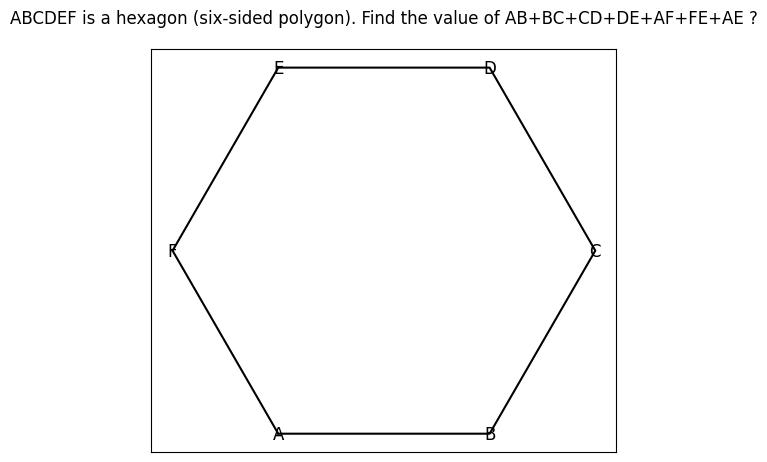 ABCDEF is a hexagon (six-sided polygon). Find the value of AB+BC+CD+DE+AF+FE+AE ?
E D
F C
A B